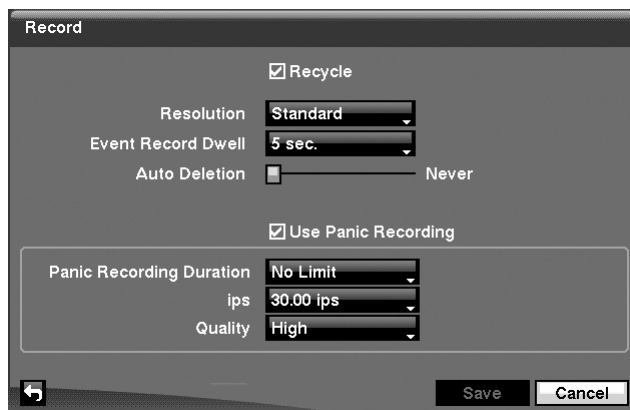 Record
Recycle
Resolution Standard
Event Record Dwell 5 sec.
Auto Deletion Never
Use Panic Recording
Panic Recording Duration No Limit
ips 30.00 ips
Quality High
Save Cancel